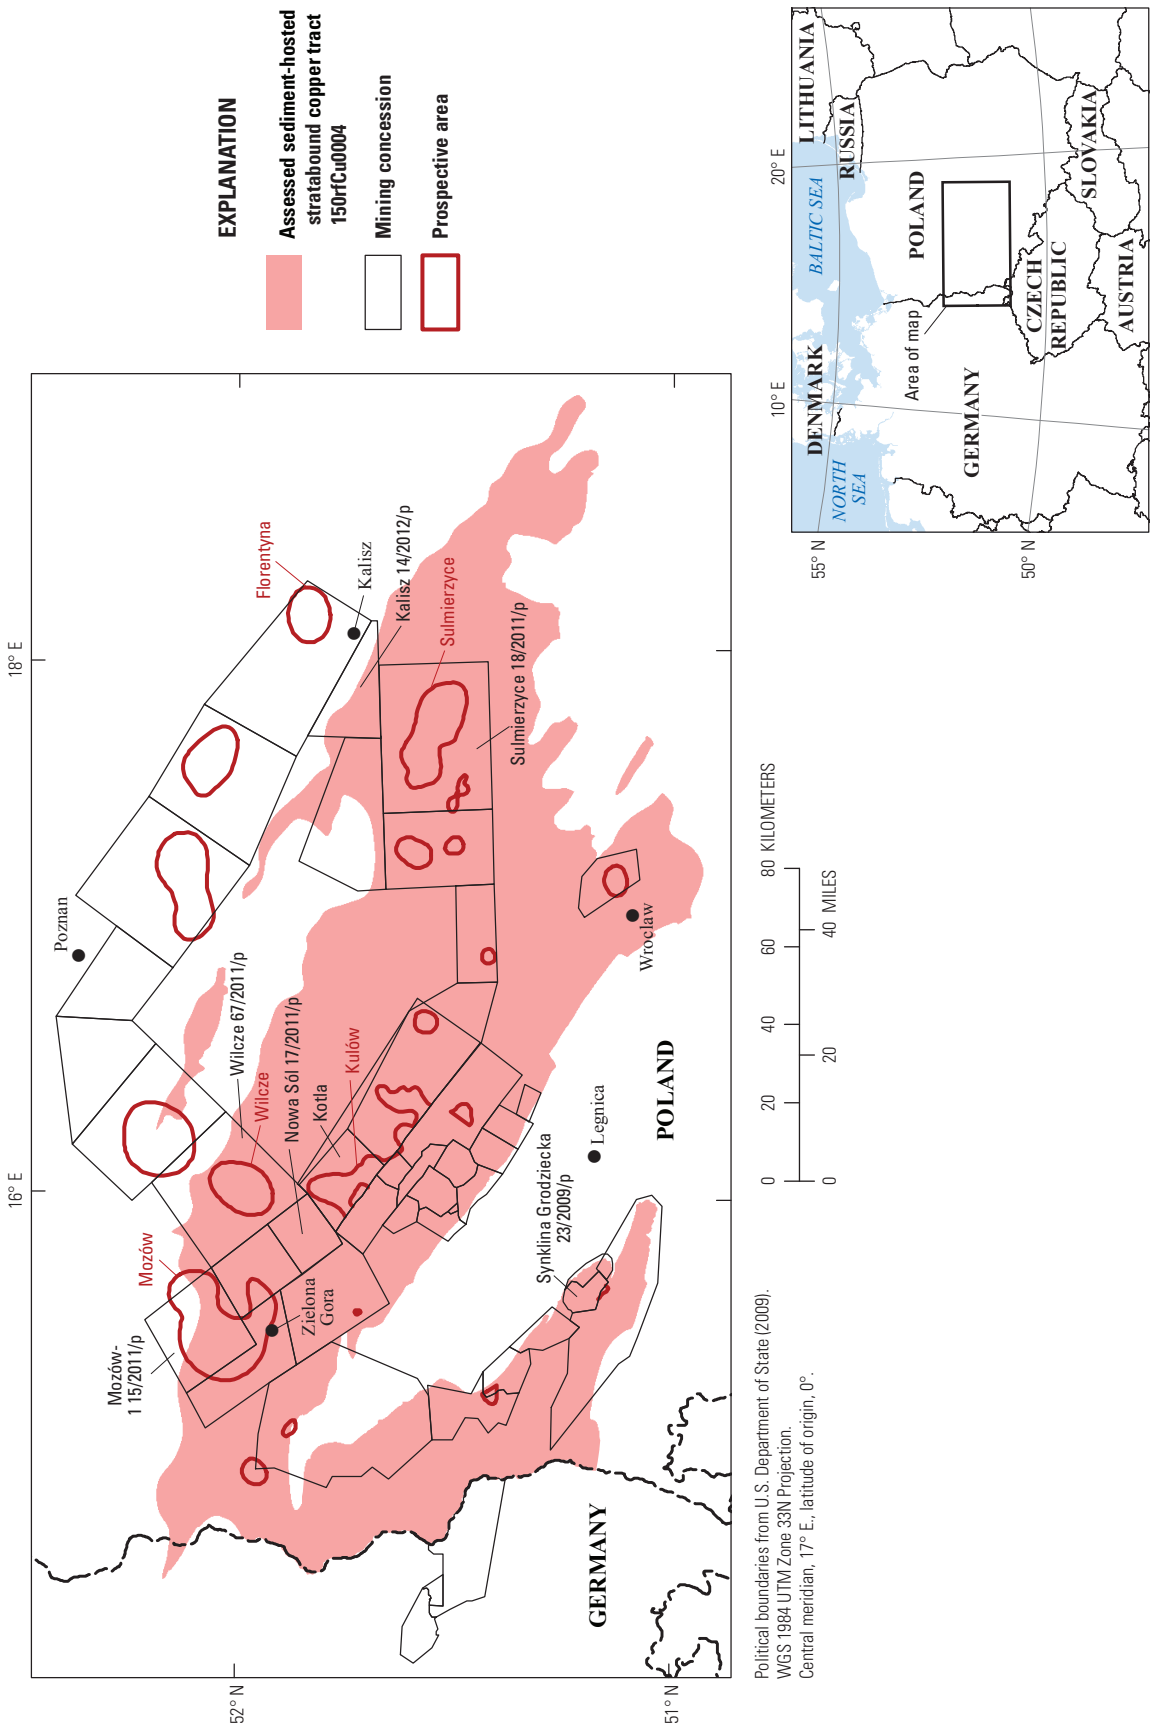 18° E
16° E
52° N
51° N
Florentyna
Kalisz
Kalisz 14/2012/p
Sulmierzyce
Sulmierzyce 18/2011/p
Poznan
Wilcze 67/2011/p
Wilcze
Nowa Sól 17/2011/p
Kotla
Kulów
Mozów
Mozów-
1 15/2011/p
Zielona
Gora
Wroclaw
Legnica
Synklina Grodziecka
23/2009/p
POLAND
GERMANY
EXPLANATION
Assessed sediment-hosted
stratabound copper tract
150rfCu0004
Mining concession
Prospective area
0 20 40 60 80 KILOMETERS
0 20 40 MILES
Political boundaries from U.S. Department of State (2009).
WGS 1984 UTM Zone 33N Projection.
Central meridian, 17° E., latitude of origin, 0°.
10° E
20° E
55° N
50° N
NORTH
SEA
DENMARK
BALTIC SEA
LITHUANIA
RUSSIA
POLAND
Area of map
GERMANY
CZECH
REPUBLIC
SLOVAKIA
AUSTRIA